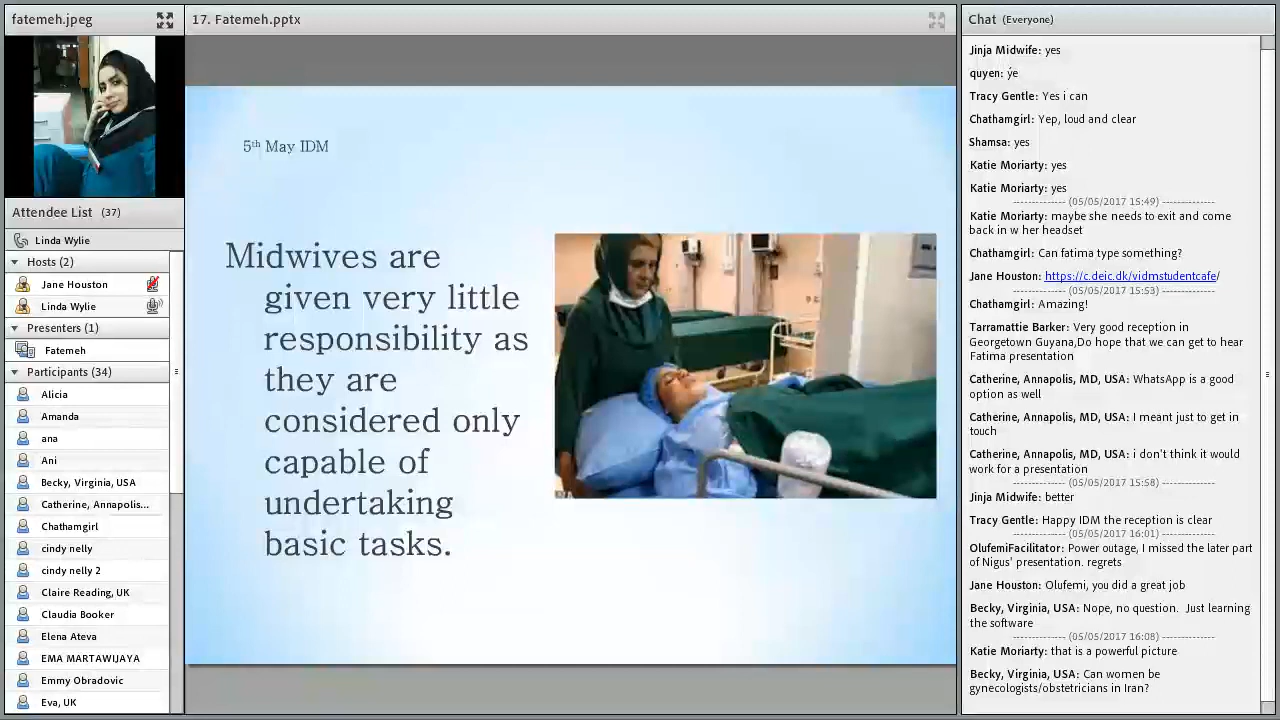 fatemeh.jpeg
Attendee List (37)
Linda Wylie
Hosts (2)
Jane Houston
Linda Wylie
Presenters (1)
Fatemeh
Participants (34)
Alicia
Amanda
ana
Ani
Becky, Virginia, USA
Catherine, Annapolis...
Chathamgirl
cindy nelly
cindy nelly 2
Claire Reading, UK
Claudia Booker
Elena Ateva
EMA MARTAWIJAYA
Emmy Obradovic
Eva, UK
17. Fatemeh.pptx
5th May IDM
Midwives are
given very little
responsibility as
they are
considered only
capable of
undertaking
basic tasks.
Chat (Everyone)
Jinja Midwife: yes
quyen: ýe
Tracy Gentle: Yes i can
Chathamgirl: Yep, loud and clear
Shamsa: yes
Katie Moriarty: yes
Katie Moriarty: yes
-------------- (05/05/2017 15:49) --------------
Katie Moriarty: maybe she needs to exit and come
back in w her headset
Chathamgirl: Can fatima type something?
Jane Houston: https://c.deic.dk/vidmstudentcafe/
-------------- (05/05/2017 15:53) --------------
Chathamgirl: Amazing!
Tarramattie Barker: Very good reception in
Georgetown Guyana,Do hope that we can get to hear
Fatima presentation
Catherine, Annapolis, MD, USA: WhatsApp is a good
option as well
Catherine, Annapolis, MD, USA: I meant just to get in
touch
Catherine, Annapolis, MD, USA: i don't think it would
work for a presentation
-------------- (05/05/2017 15:58) --------------
Jinja Midwife: better
Tracy Gentle: Happy IDM the reception is clear
-------------- (05/05/2017 16:01) --------------
OlufemiFacilitator: Power outage, I missed the later part
of Nigus' presentation. regrets
Jane Houston: Olufemi, you did a great job
Becky, Virginia, USA: Nope, no question.  Just learning
the software
-------------- (05/05/2017 16:08) --------------
Katie Moriarty: that is a powerful picture
Becky, Virginia, USA: Can women be
gynecologists/obstetricians in Iran?